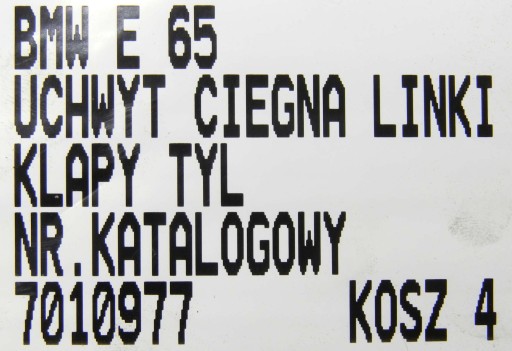 BMW E 65
UCHWYT CIEGNA LINKI
KLAPY TYL
NR.KATALOGOWY
7010977 KOSZ 4